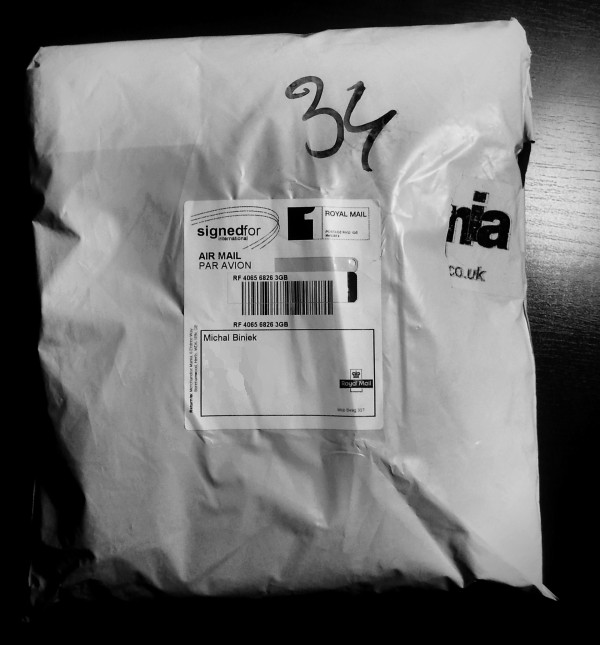 34
signedfor
international
1
ROYAL MAIL
AIR MAIL
PAR AVION
RF 4065 6826 3GB
RF 4065 6826 3GB
Michal Biniek
Royal Mail
nia
co.uk